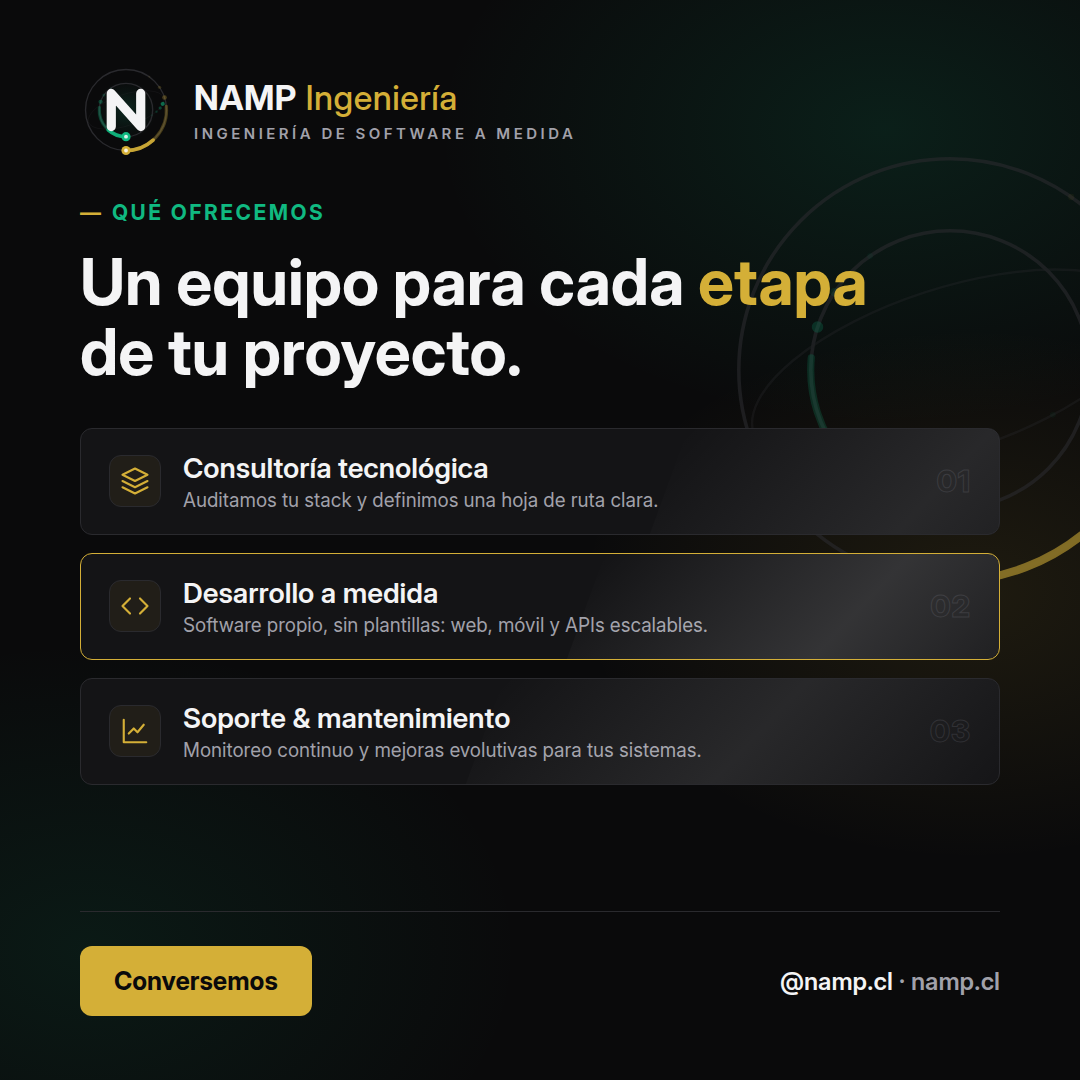 N
NAMP Ingeniería
INGENIERÍA DE SOFTWARE A MEDIDA
— QUÉ OFRECEMOS
Un equipo para cada etapa
de tu proyecto.
Consultoría tecnológica
Auditamos tu stack y definimos una hoja de ruta clara.
01
Desarrollo a medida
Software propio, sin plantillas: web, móvil y APIs escalables.
02
Soporte & mantenimiento
Monitoreo continuo y mejoras evolutivas para tus sistemas.
03
Conversemos
@namp.cl · namp.cl